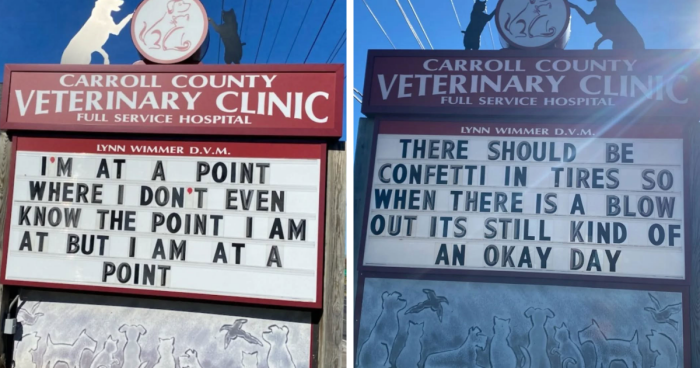 CARROLL COUNTY
VETERINARY CLINIC
FULL SERVICE HOSPITAL
LYNN WIMMER D.V.M.
I'M AT A POINT
WHERE I DON'T EVEN
KNOW THE POINT I AM
AT BUT I AM AT A
POINT
CARROLL COUNTY
VETERINARY CLINIC
FULL SERVICE HOSPITAL
LYNN WIMMER D.V.M.
THERE SHOULD BE
CONFETTI IN TIRES SO
WHEN THERE IS A BLOW
OUT ITS STILL KIND OF
AN OKAY DAY